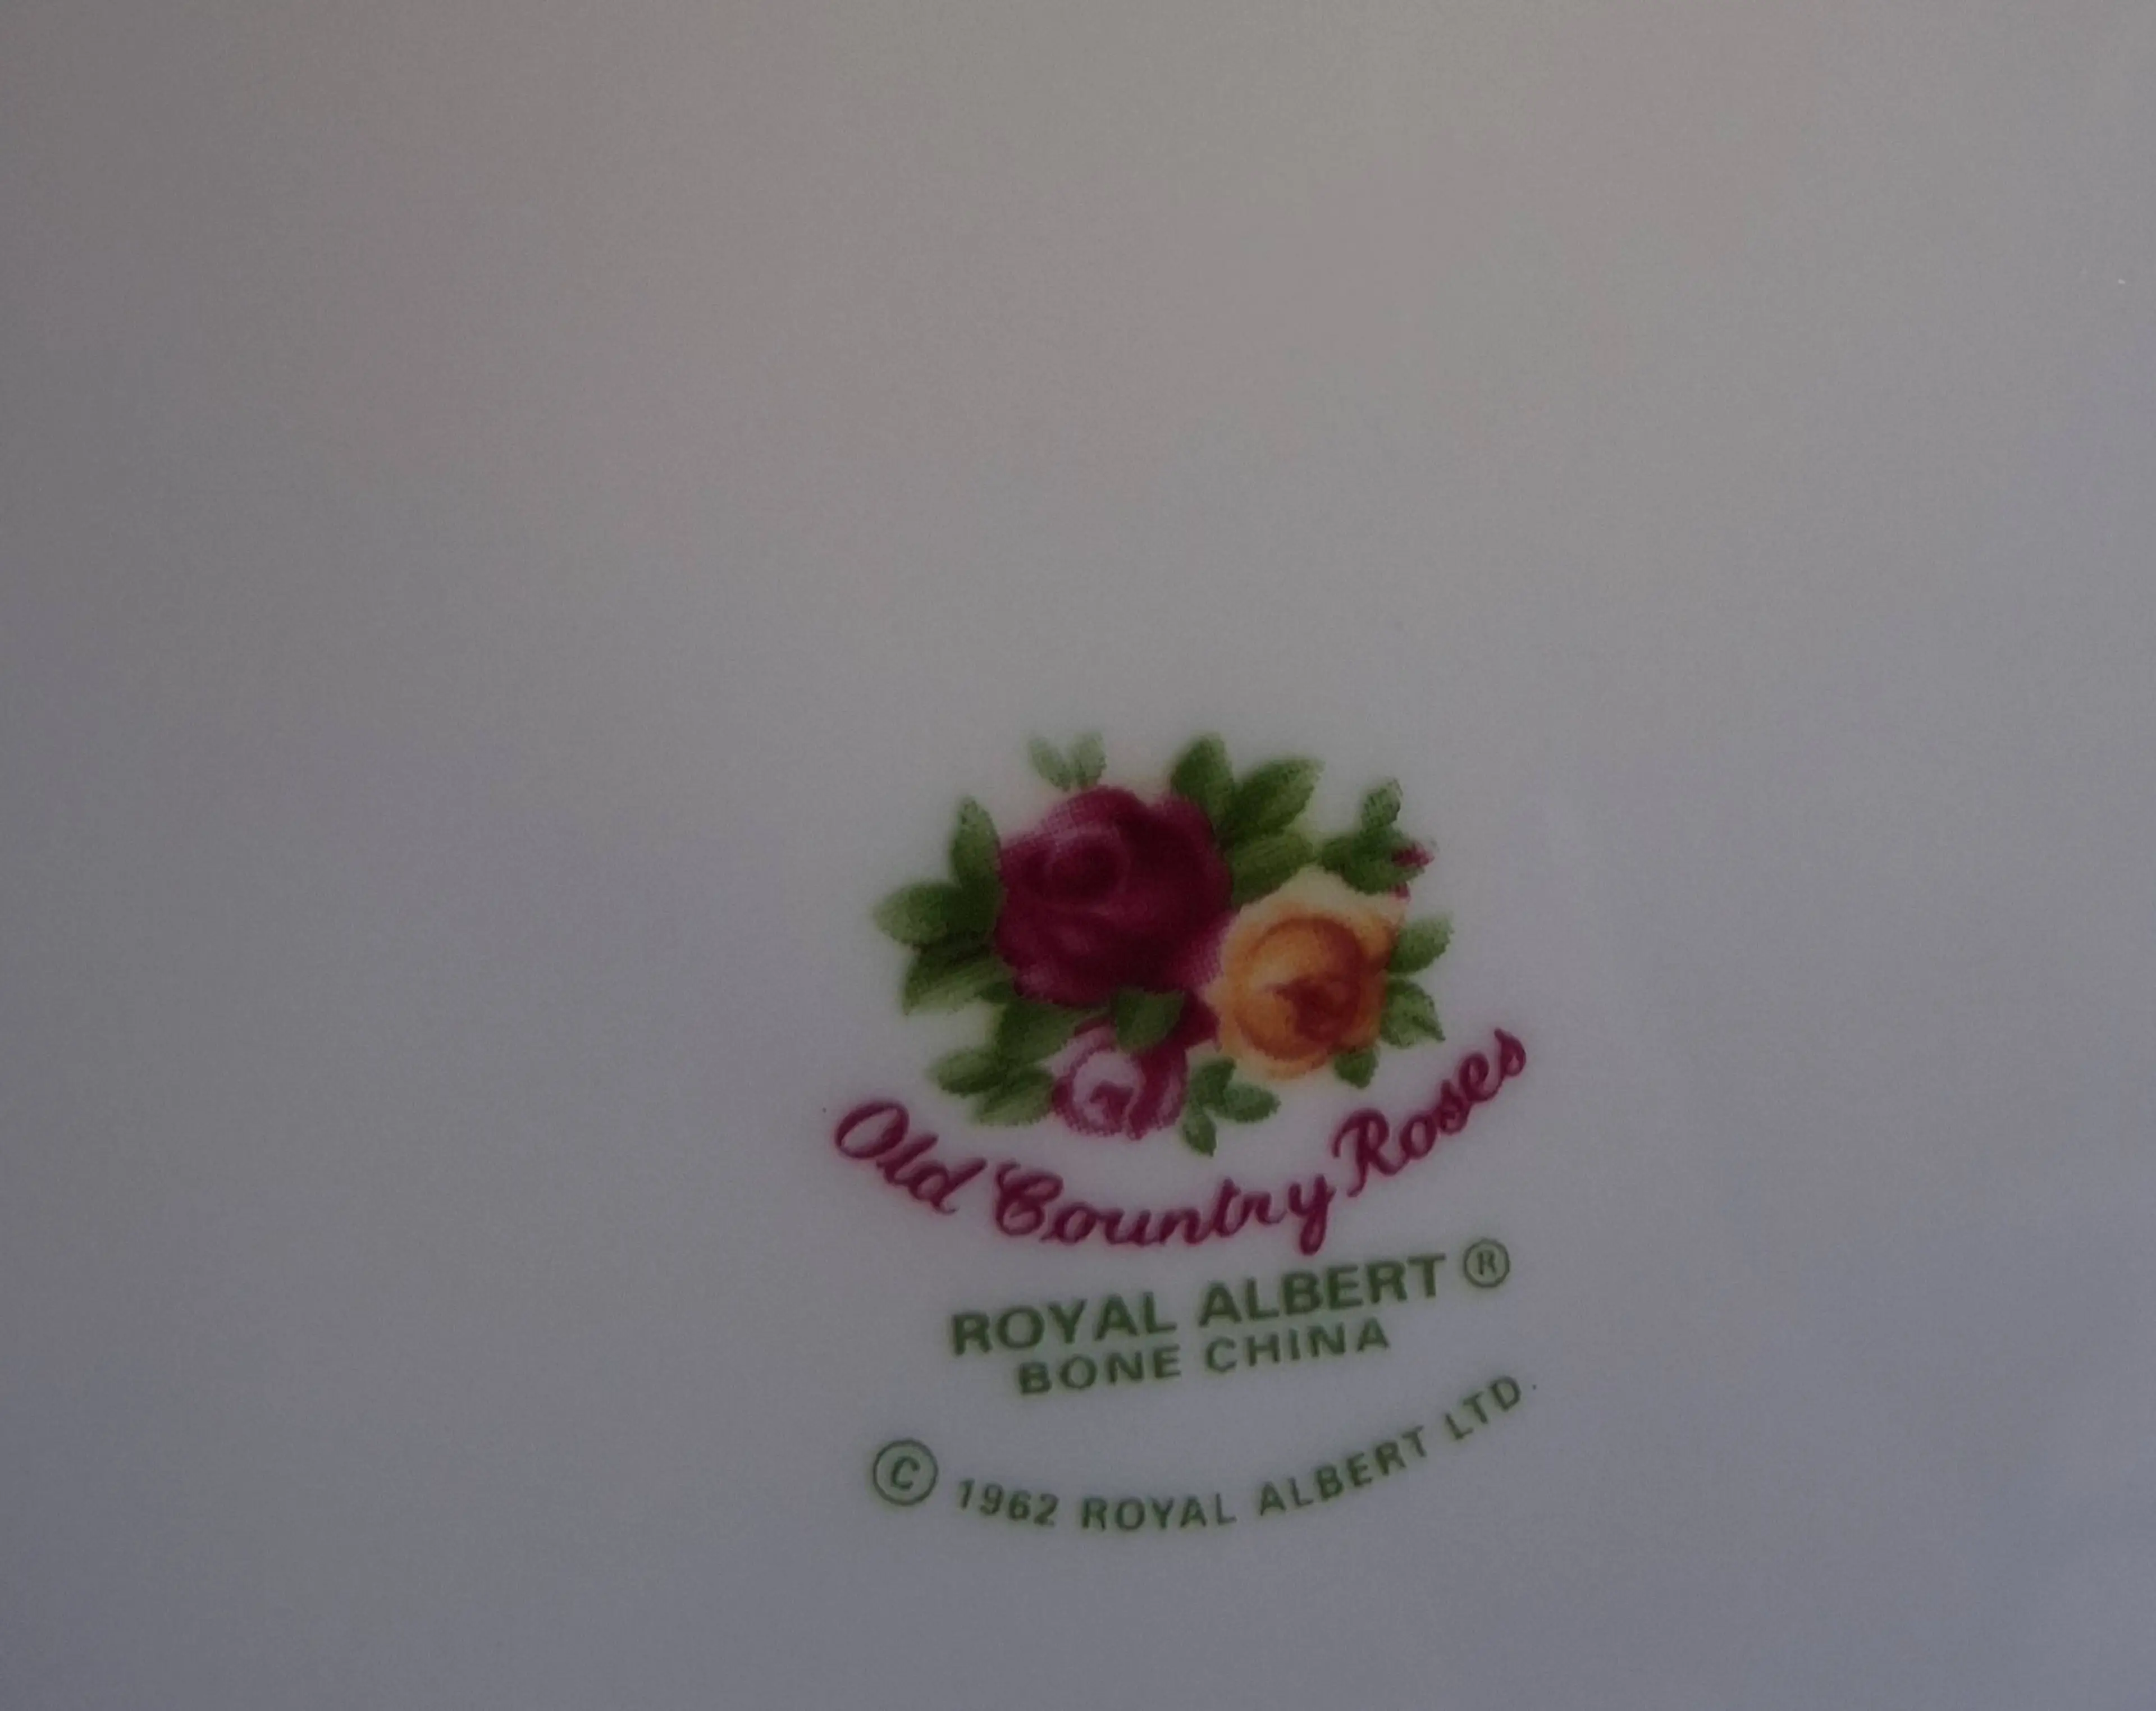 Old Country Roses
ROYAL ALBERT ®
BONE CHINA
© 1962 ROYAL ALBERT LTD.